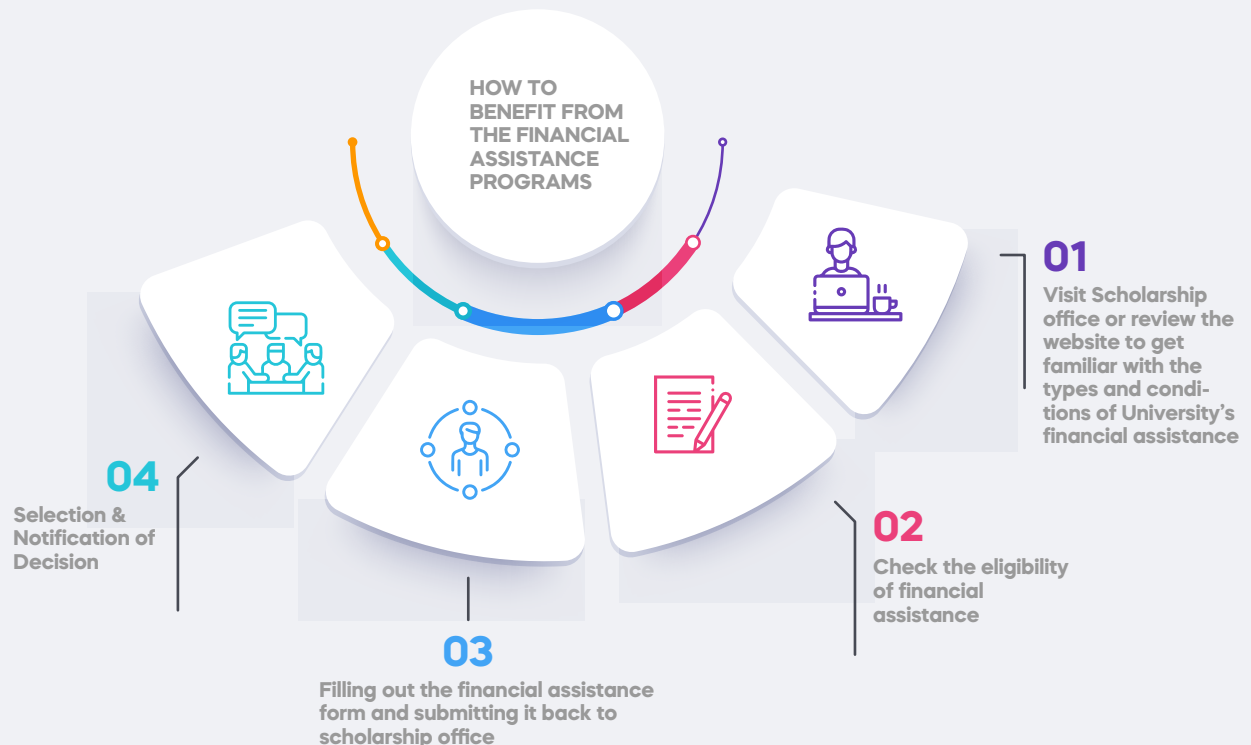 HOW TO
BENEFIT FROM
THE FINANCIAL
ASSISTANCE
PROGRAMS
01
Visit Scholarship
office or review the
website to get
familiar with the
types and condi-
tions of University's
financial assistance
02
Check the eligibility
of financial
assistance
03
Filling out the financial assistance
form and submitting it back to
scholarship office
04
Selection &
Notification of
Decision